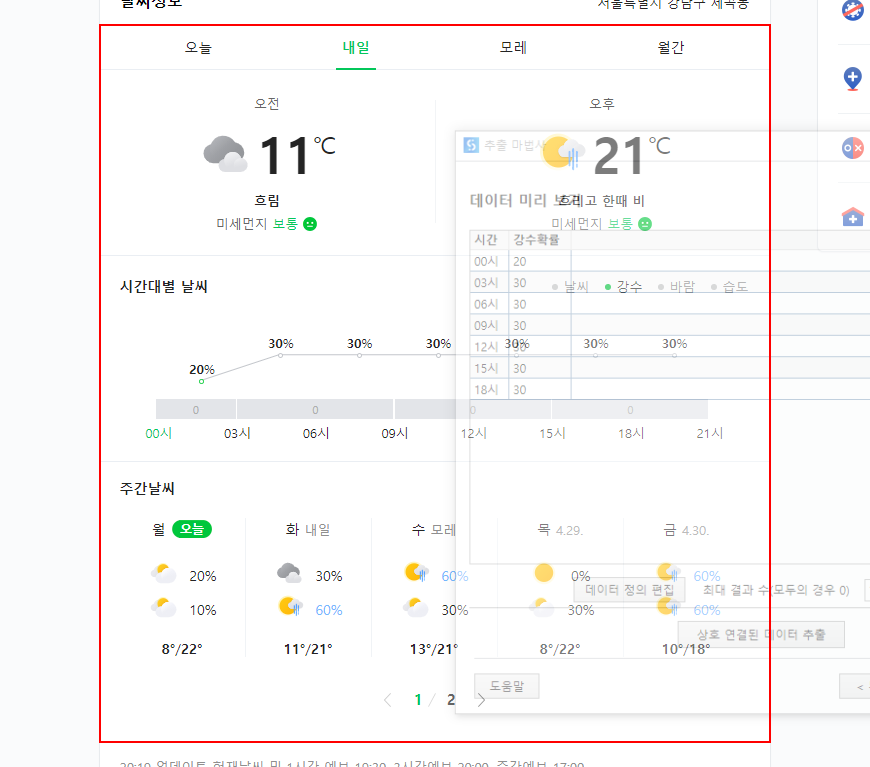 날씨정보 서울특별시 강남구 세곡동
오늘 내일 모레 월간
오전 오후
11℃ 21℃
추출 마법사
흐림 흐리고 한때 비
데이터 미리 보기
미세먼지 보통 미세먼지 보통
시간 강수확률
00시 20
03시 30
06시 30
09시 30
12시 30
15시 30
18시 30
시간대별 날씨 날씨 강수 바람 습도
20% 30% 30% 30% 30% 30% 30%
0 0 0 0
00시 03시 06시 09시 12시 15시 18시 21시
주간날씨
월 오늘 화 내일 수 모레 목 4.29. 금 4.30.
20% 30% 60% 0% 60%
데이터 정의 편집 최대 결과 수(모두의 경우 0)
10% 60% 30% 30% 60%
상호 연결된 데이터 추출
8°/22° 11°/21° 13°/21° 8°/22° 10°/18°
도움말 <
1 / 2
20:19 업데이트 현재날씨 및 1시간 예보 19:30, 3시간예보 20:00, 주간예보 17:00